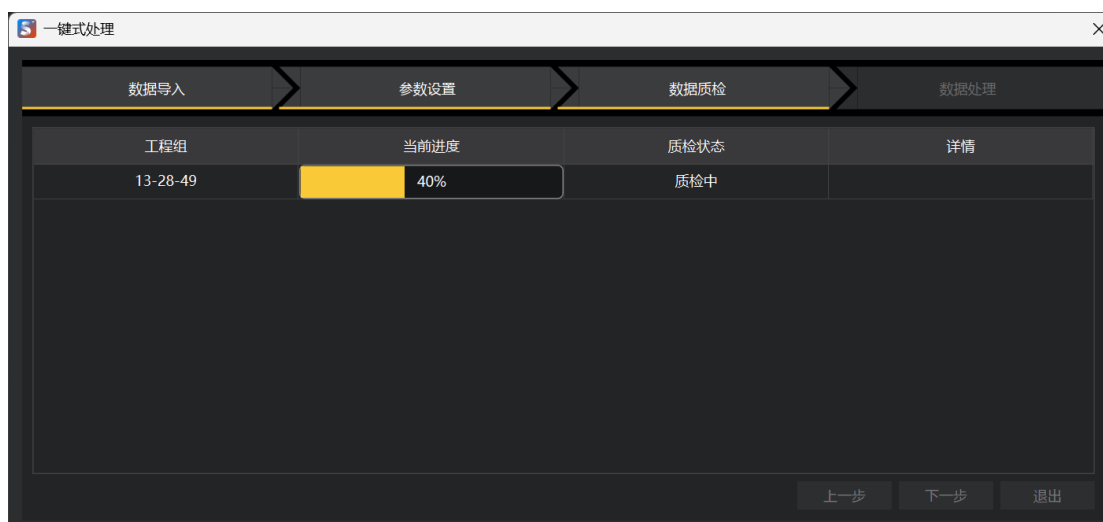 一键式处理
数据导入 参数设置 数据质检 数据处理
工程组 当前进度 质检状态 详情
13-28-49 40% 质检中
上一步 下一步 退出